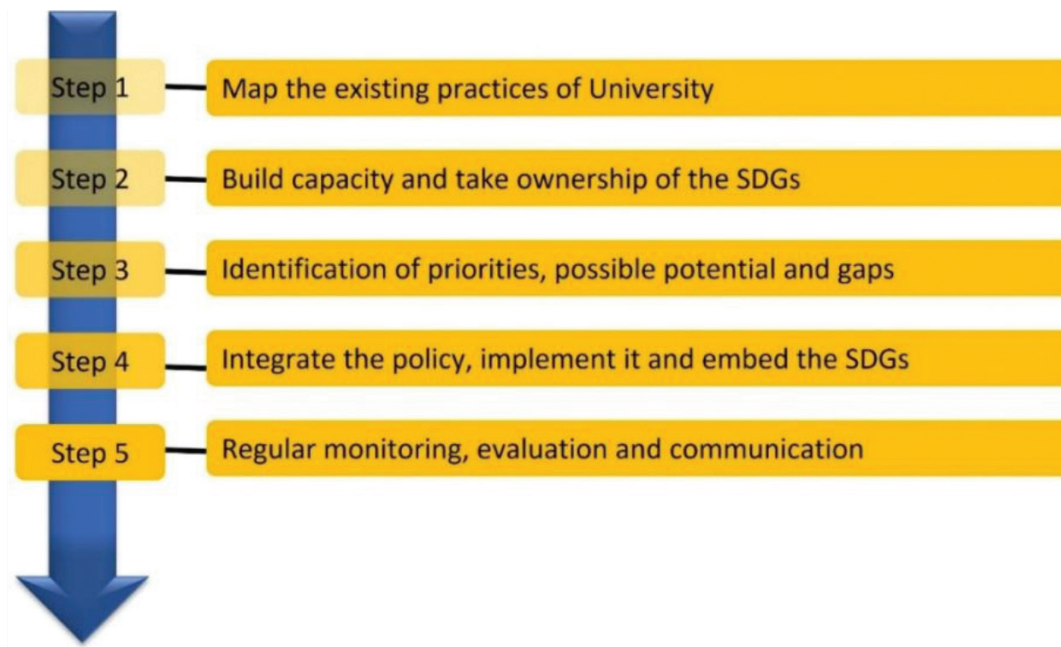 Step 1
Map the existing practices of University
Step 2
Build capacity and take ownership of the SDGs
Step 3
Identification of priorities, possible potential and gaps
Step 4
Integrate the policy, implement it and embed the SDGs
Step 5
Regular monitoring, evaluation and communication